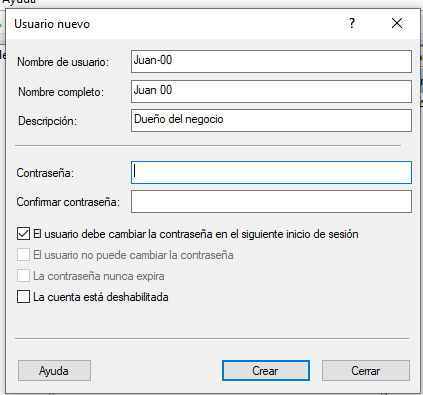 Ayuda
Usuario nuevo
Nombre de usuario: Juan-00
Nombre completo: Juan 00
Descripción: Dueño del negocio
Contraseña:
Confirmar contraseña:
El usuario debe cambiar la contraseña en el siguiente inicio de sesión
El usuario no puede cambiar la contraseña
La contraseña nunca expira
La cuenta está deshabilitada
Ayuda Crear Cerrar